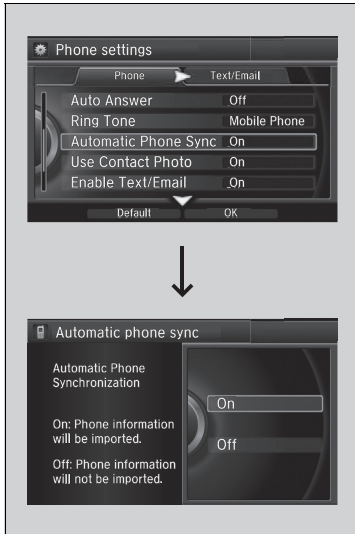 Phone settings
Phone Text/Email
Auto Answer Off
Ring Tone Mobile Phone
Automatic Phone Sync On
Use Contact Photo On
Enable Text/Email On
Default OK
Automatic phone sync
Automatic Phone
Synchronization
On: Phone information
will be imported.
Off: Phone information
will not be imported.
On
Off